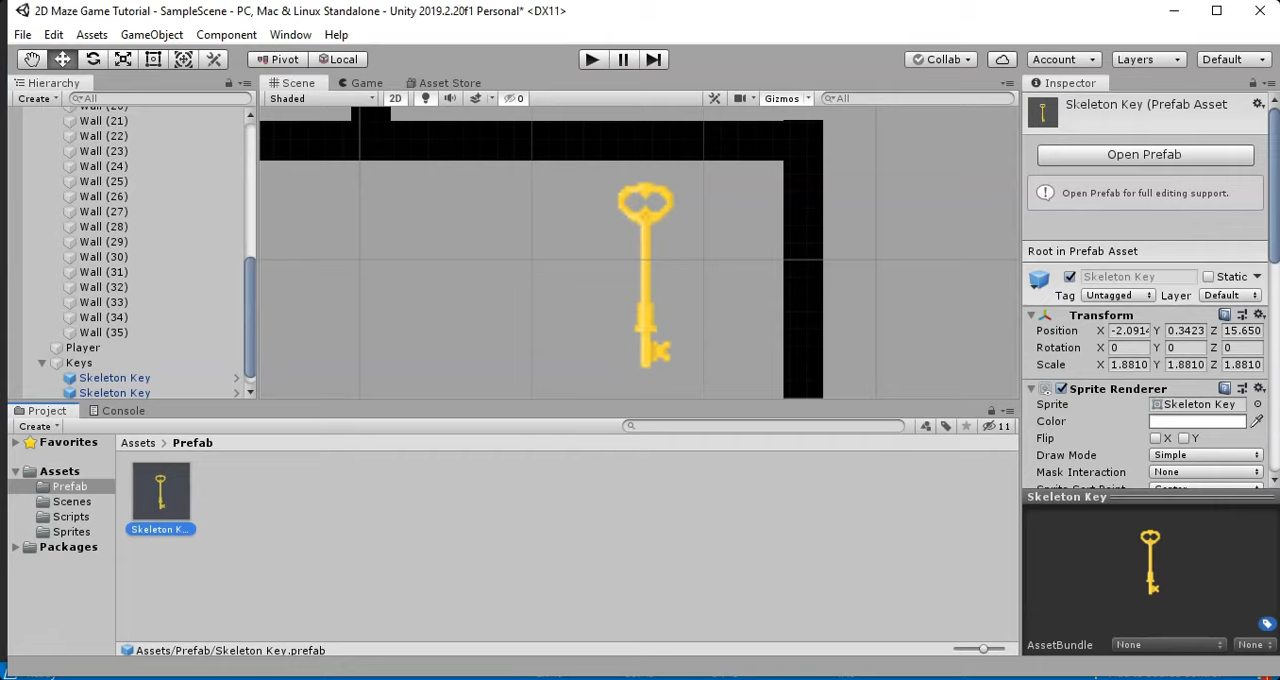 2D Maze Game Tutorial - SampleScene - PC, Mac & Linux Standalone - Unity 2019.2.20f1 Personal* <DX11>
File Edit Assets GameObject Component Window Help
Pivot Local Collab Account Layers Default
Hierarchy
Create All
Wall (21)
Wall (22)
Wall (23)
Wall (24)
Wall (25)
Wall (26)
Wall (27)
Wall (28)
Wall (29)
Wall (30)
Wall (31)
Wall (32)
Wall (33)
Wall (34)
Wall (35)
Player
Keys
Skeleton Key
Skeleton Key
Scene Game Asset Store
Shaded 2D 0 Gizmos All
Inspector
Skeleton Key (Prefab Asset
Open Prefab
Open Prefab for full editing support.
Root in Prefab Asset
Skeleton Key Static
Tag Untagged Layer Default
Transform
Position X -2.0914 Y 0.3423 Z 15.650
Rotation X 0 Y 0 Z 0
Scale X 1.8810 Y 1.8810 Z 1.8810
Sprite Renderer
Sprite Skeleton Key
Color
Flip X Y
Draw Mode Simple
Mask Interaction None
Skeleton Key
AssetBundle None None
Project Console
Create 11
Favorites
Assets
Prefab
Scenes
Scripts
Sprites
Packages
Assets > Prefab
Skeleton K...
Assets/Prefab/Skeleton Key.prefab